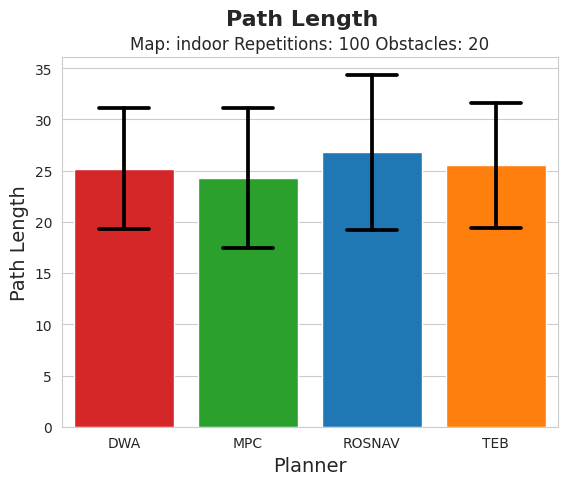 Path Length
Map: indoor Repetitions: 100 Obstacles: 20
35
30
25
20
15
10
5
0
Path Length
DWA MPC ROSNAV TEB
Planner